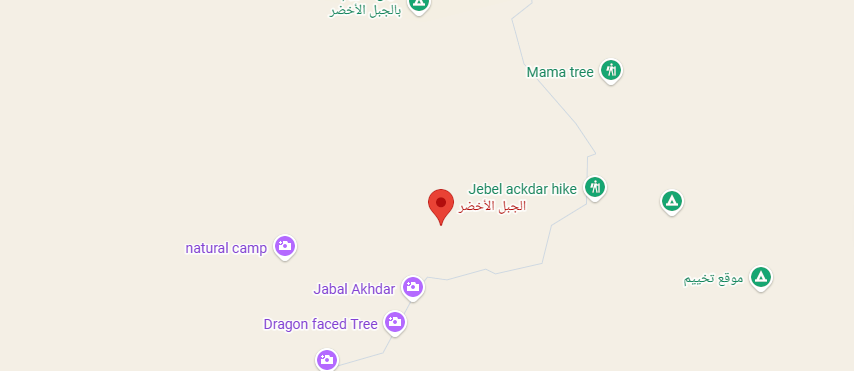 بالجبل الأخضر
Mama tree
Jebel ackdar hike
الجبل الأخضر
natural camp
موقع تخييم
Jabal Akhdar
Dragon faced Tree